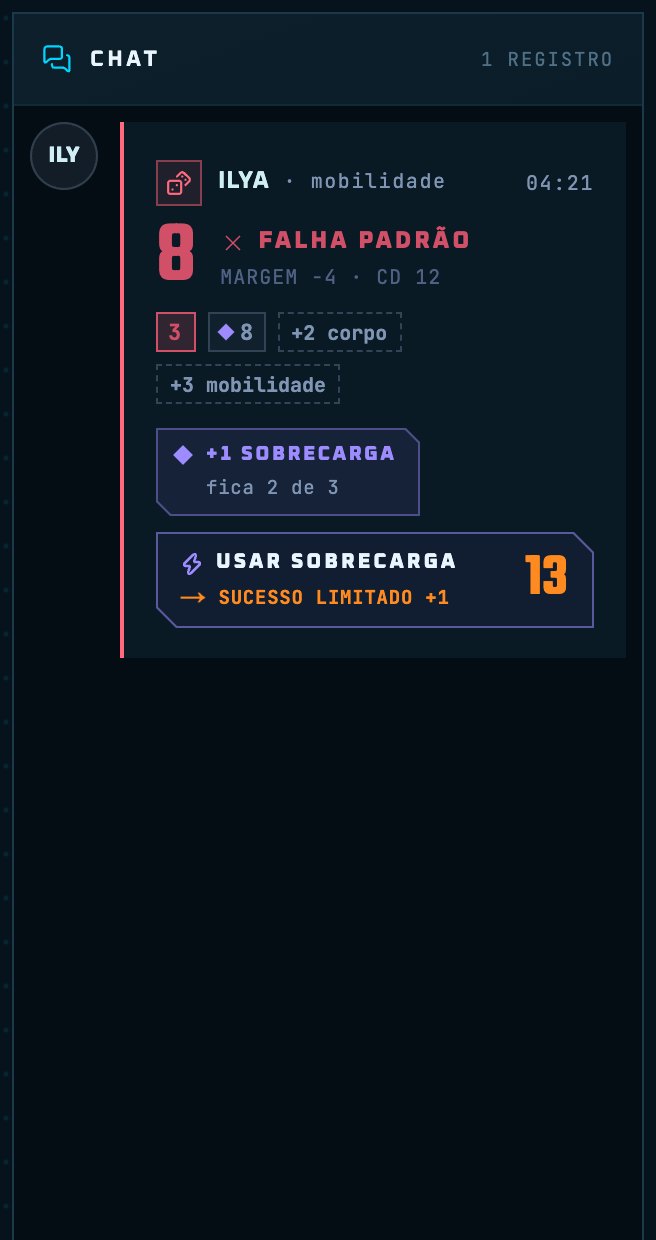 CHAT
1 REGISTRO
ILY
ILYA · mobilidade
04:21
8
× FALHA PADRÃO
MARGEM -4 · CD 12
3
8
+2 corpo
+3 mobilidade
+1 SOBRECARGA
fica 2 de 3
USAR SOBRECARGA
→ SUCESSO LIMITADO +1
13